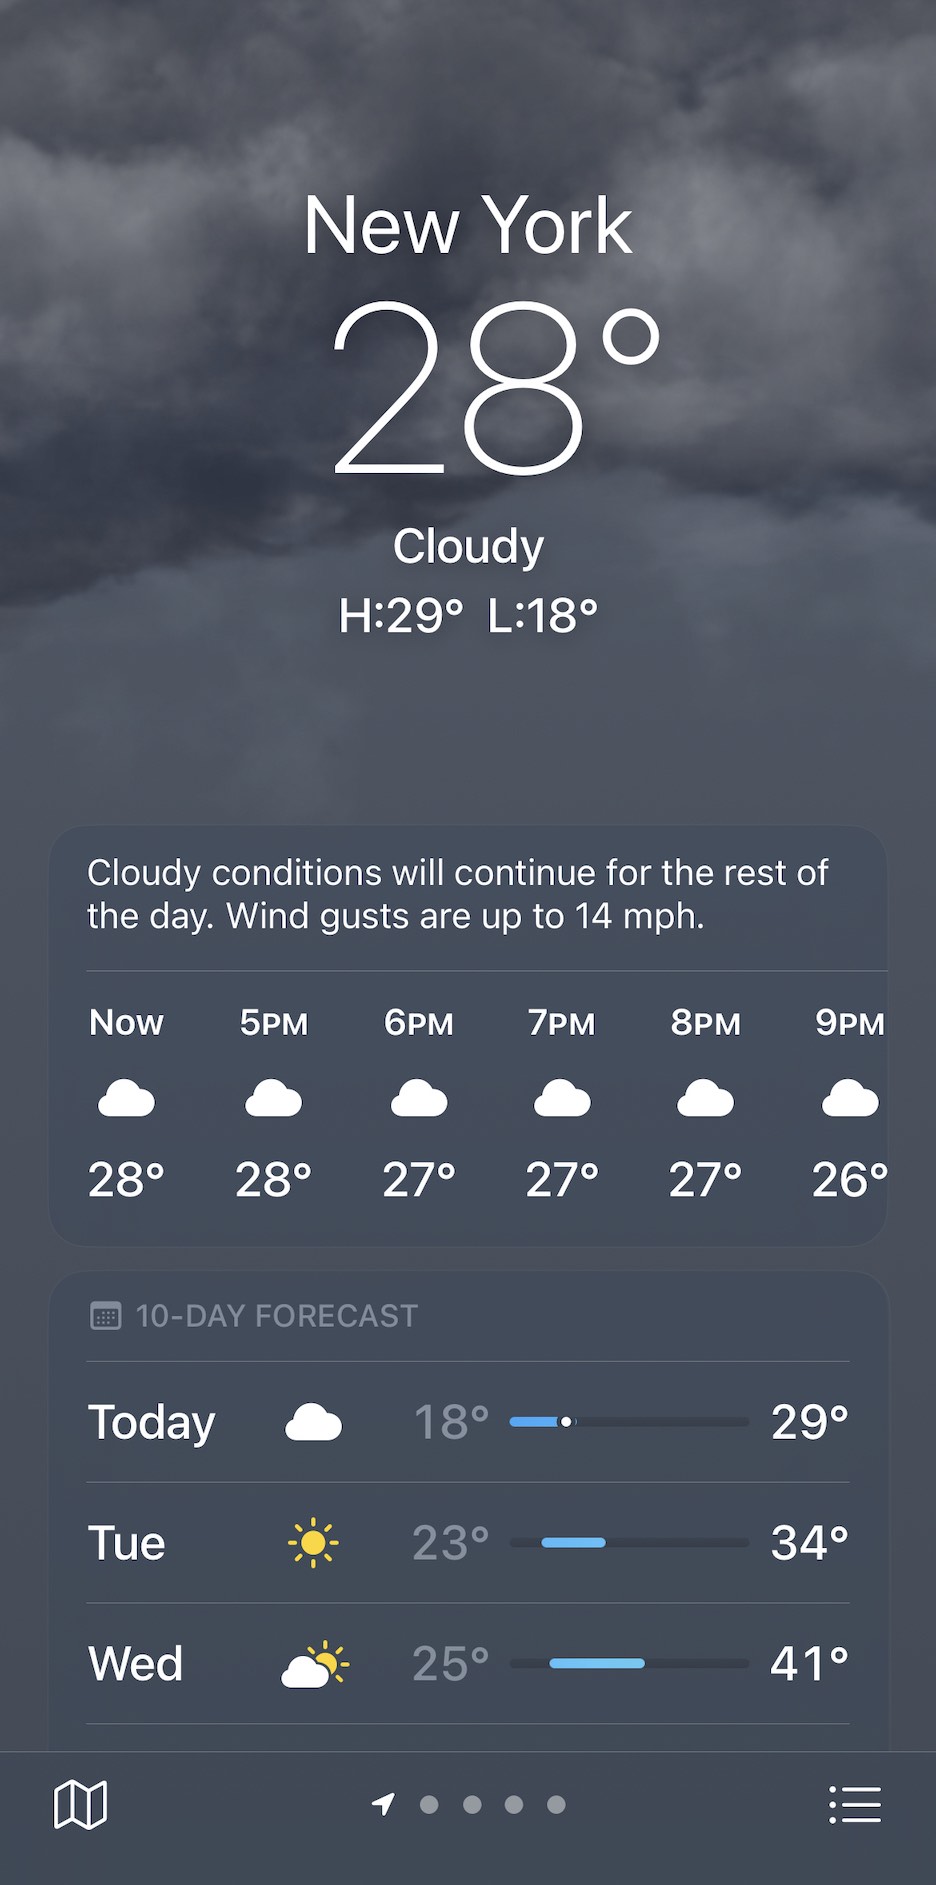 New York
28°
Cloudy
H:29° L:18°
Cloudy conditions will continue for the rest of
the day. Wind gusts are up to 14 mph.
Now 5PM 6PM 7PM 8PM 9PM
28° 28° 27° 27° 27° 26°
10-DAY FORECAST
Today 18° 29°
Tue 23° 34°
Wed 25° 41°